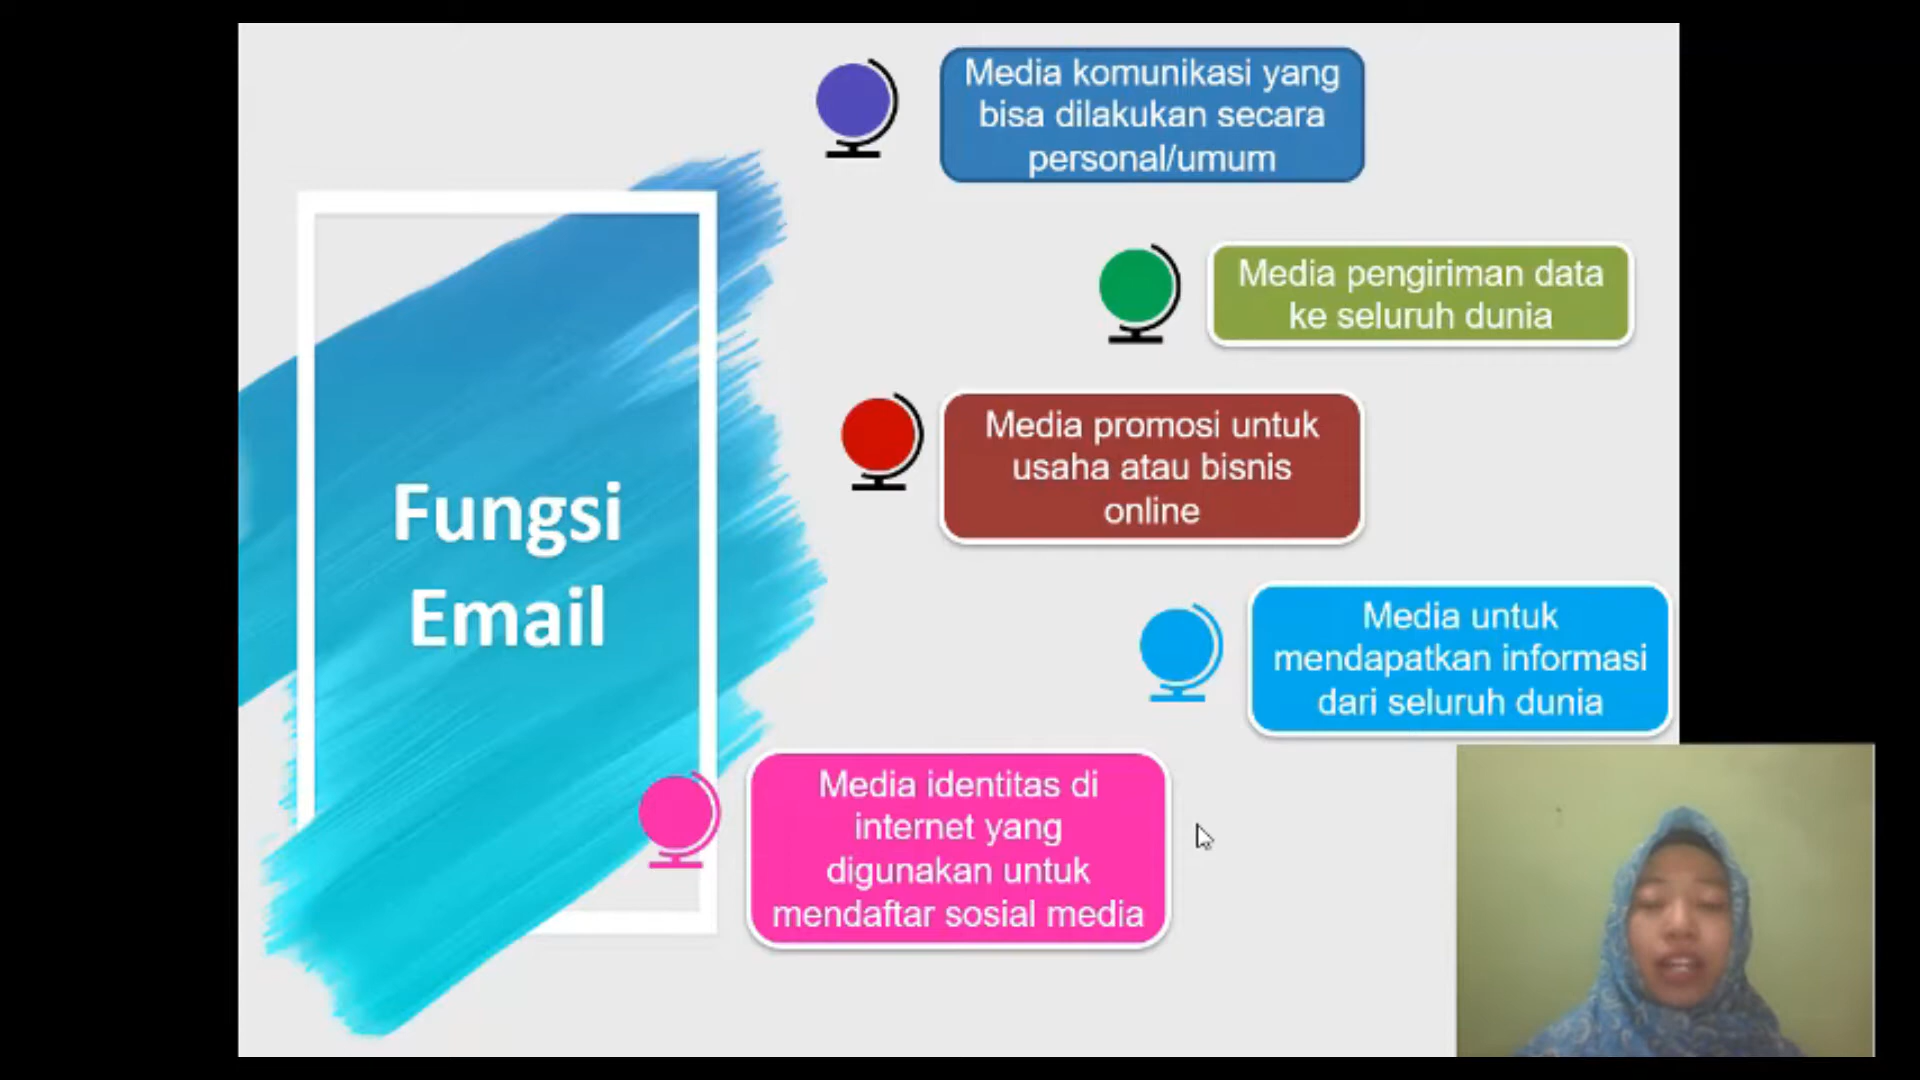 Fungsi
Email
Media komunikasi yang
bisa dilakukan secara
personal/umum
Media pengiriman data
ke seluruh dunia
Media promosi untuk
usaha atau bisnis
online
Media untuk
mendapatkan informasi
dari seluruh dunia
Media identitas di
internet yang
digunakan untuk
mendaftar sosial media